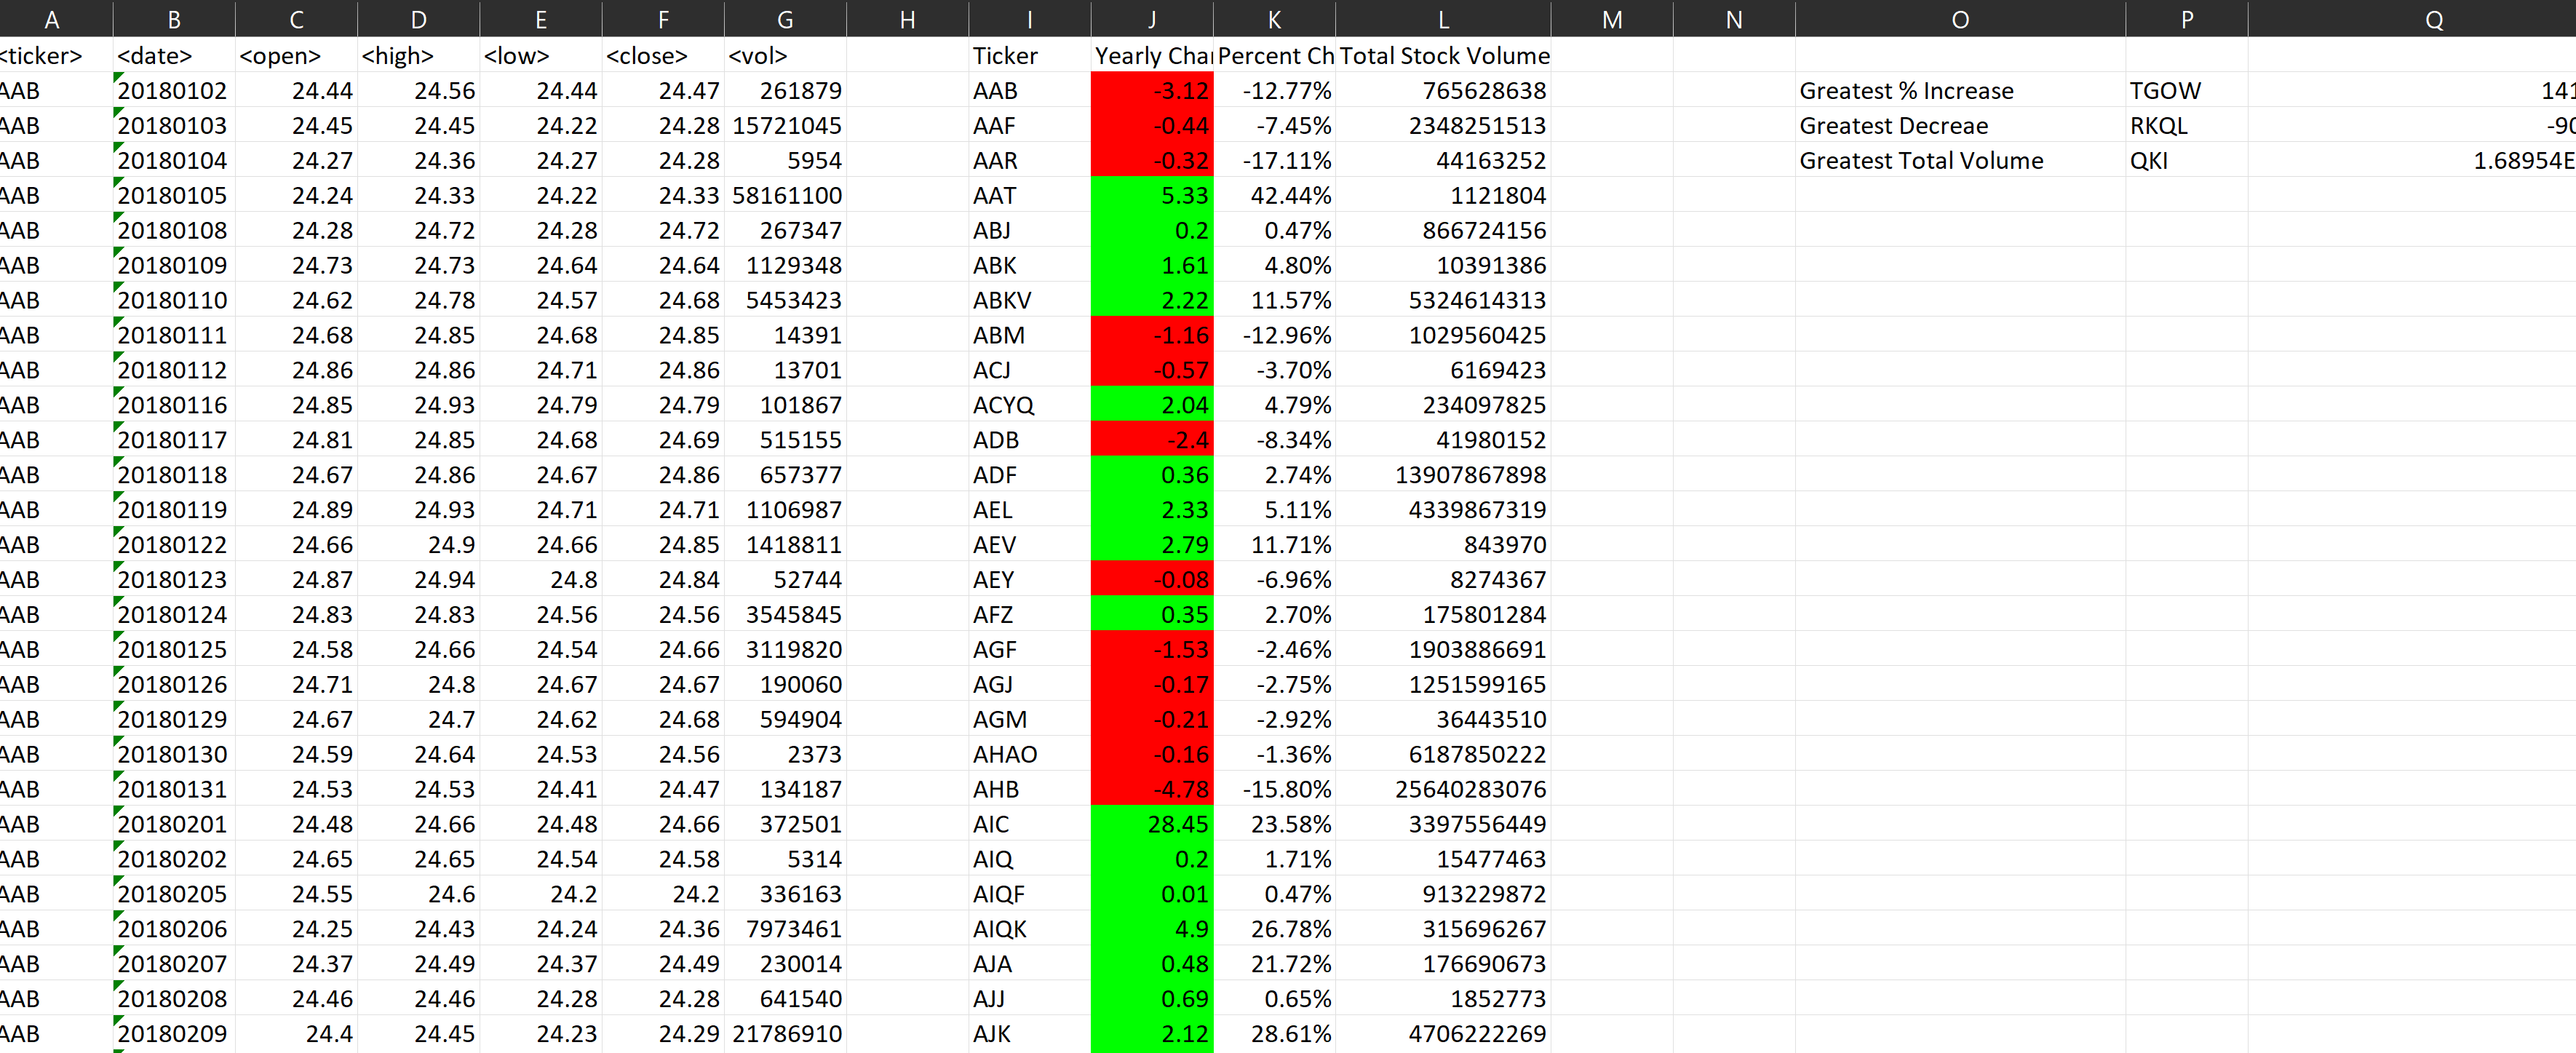 A B C D E F G H I J K L M N O P Q
<ticker> <date> <open> <high> <low> <close> <vol> Ticker Yearly Char Percent Ch Total Stock Volume
AAB 20180102 24.44 24.56 24.44 24.47 261879 AAB -3.12 -12.77% 765628638 Greatest % Increase TGOW 141
AAB 20180103 24.45 24.45 24.22 24.28 15721045 AAF -0.44 -7.45% 2348251513 Greatest Decreae RKQL -90
AAB 20180104 24.27 24.36 24.27 24.28 5954 AAR -0.32 -17.11% 44163252 Greatest Total Volume QKI 1.68954E
AAB 20180105 24.24 24.33 24.22 24.33 58161100 AAT 5.33 42.44% 1121804
AAB 20180108 24.28 24.72 24.28 24.72 267347 ABJ 0.2 0.47% 866724156
AAB 20180109 24.73 24.73 24.64 24.64 1129348 ABK 1.61 4.80% 10391386
AAB 20180110 24.62 24.78 24.57 24.68 5453423 ABKV 2.22 11.57% 5324614313
AAB 20180111 24.68 24.85 24.68 24.85 14391 ABM -1.16 -12.96% 1029560425
AAB 20180112 24.86 24.86 24.71 24.86 13701 ACJ -0.57 -3.70% 6169423
AAB 20180116 24.85 24.93 24.79 24.79 101867 ACYQ 2.04 4.79% 234097825
AAB 20180117 24.81 24.85 24.68 24.69 515155 ADB -2.4 -8.34% 41980152
AAB 20180118 24.67 24.86 24.67 24.86 657377 ADF 0.36 2.74% 13907867898
AAB 20180119 24.89 24.93 24.71 24.71 1106987 AEL 2.33 5.11% 4339867319
AAB 20180122 24.66 24.9 24.66 24.85 1418811 AEV 2.79 11.71% 843970
AAB 20180123 24.87 24.94 24.8 24.84 52744 AEY -0.08 -6.96% 8274367
AAB 20180124 24.83 24.83 24.56 24.56 3545845 AFZ 0.35 2.70% 175801284
AAB 20180125 24.58 24.66 24.54 24.66 3119820 AGF -1.53 -2.46% 1903886691
AAB 20180126 24.71 24.8 24.67 24.67 190060 AGJ -0.17 -2.75% 1251599165
AAB 20180129 24.67 24.7 24.62 24.68 594904 AGM -0.21 -2.92% 36443510
AAB 20180130 24.59 24.64 24.53 24.56 2373 AHAO -0.16 -1.36% 6187850222
AAB 20180131 24.53 24.53 24.41 24.47 134187 AHB -4.78 -15.80% 25640283076
AAB 20180201 24.48 24.66 24.48 24.66 372501 AIC 28.45 23.58% 3397556449
AAB 20180202 24.65 24.65 24.54 24.58 5314 AIQ 0.2 1.71% 15477463
AAB 20180205 24.55 24.6 24.2 24.2 336163 AIQF 0.01 0.47% 913229872
AAB 20180206 24.25 24.43 24.24 24.36 7973461 AIQK 4.9 26.78% 315696267
AAB 20180207 24.37 24.49 24.37 24.49 230014 AJA 0.48 21.72% 176690673
AAB 20180208 24.46 24.46 24.28 24.28 641540 AJJ 0.69 0.65% 1852773
AAB 20180209 24.4 24.45 24.23 24.29 21786910 AJK 2.12 28.61% 4706222269